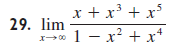 29. lim x→∞ (x + x³ + x⁵) / (1 − x² + x⁴)